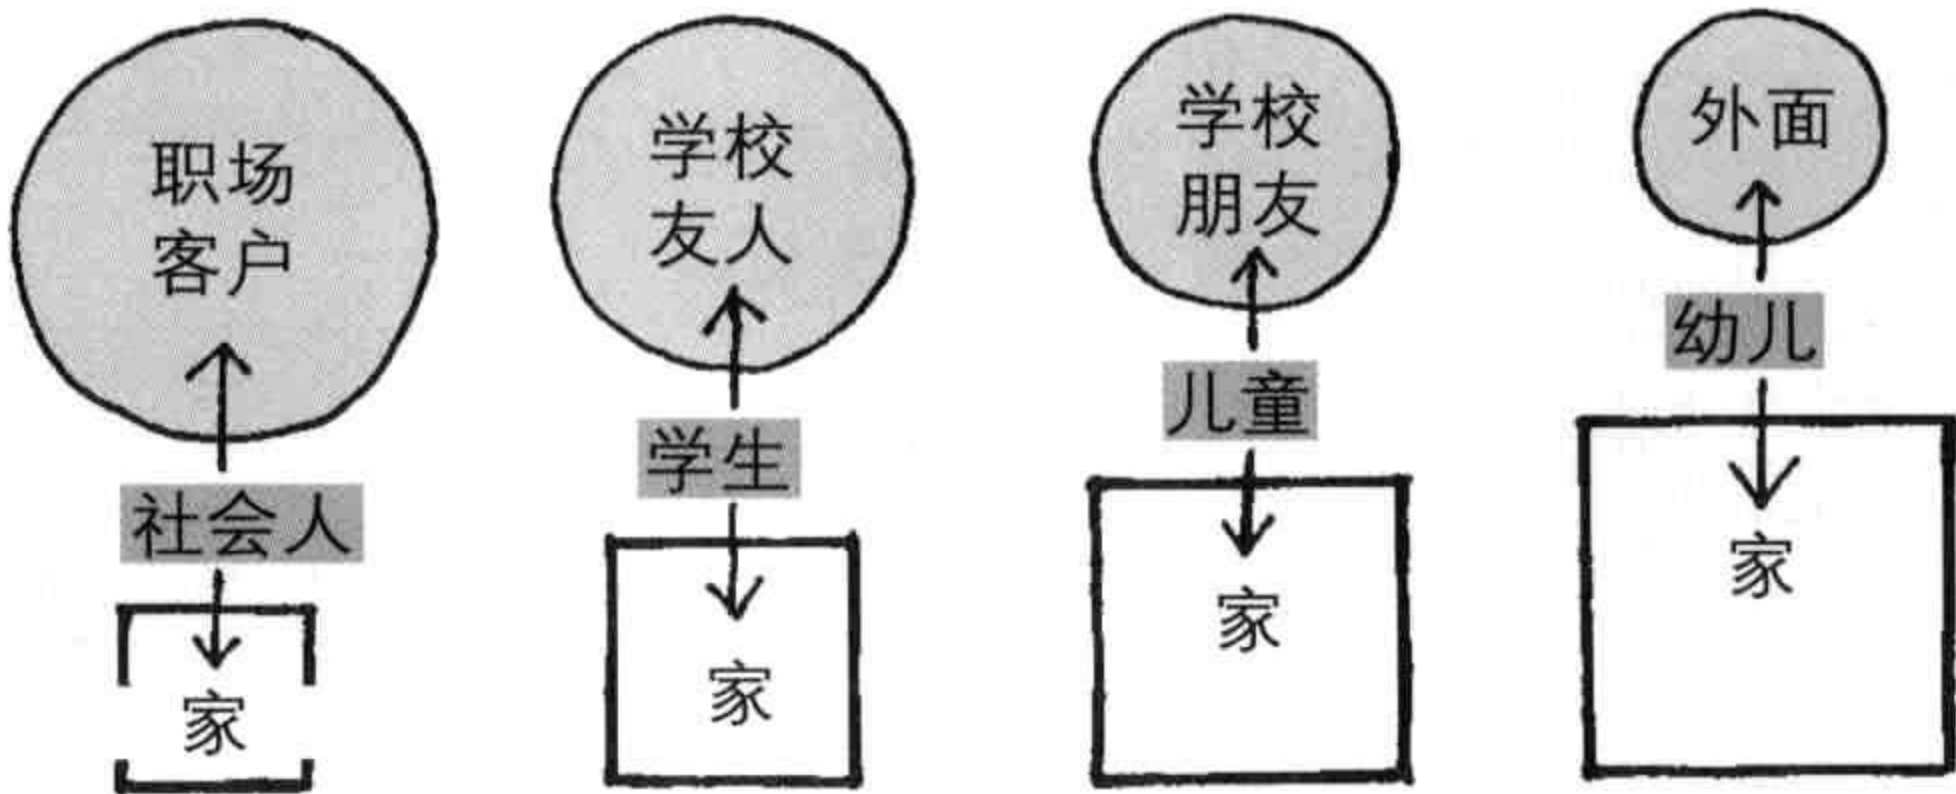 职场
客户
社会人
家
学校
友人
学生
家
学校
朋友
儿童
家
外面
幼儿
家